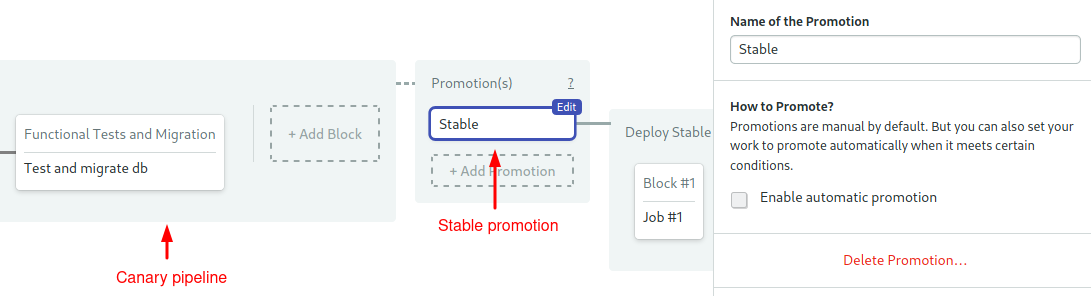 Functional Tests and Migration
Test and migrate db
+ Add Block
Canary pipeline
Promotion(s) ?
Edit
Stable
+ Add Promotion
Stable promotion
Deploy Stable
Block #1
Job #1
Name of the Promotion
Stable
How to Promote?
Promotions are manual by default. But you can also set your
work to promote automatically when it meets certain
conditions.
Enable automatic promotion
Delete Promotion...